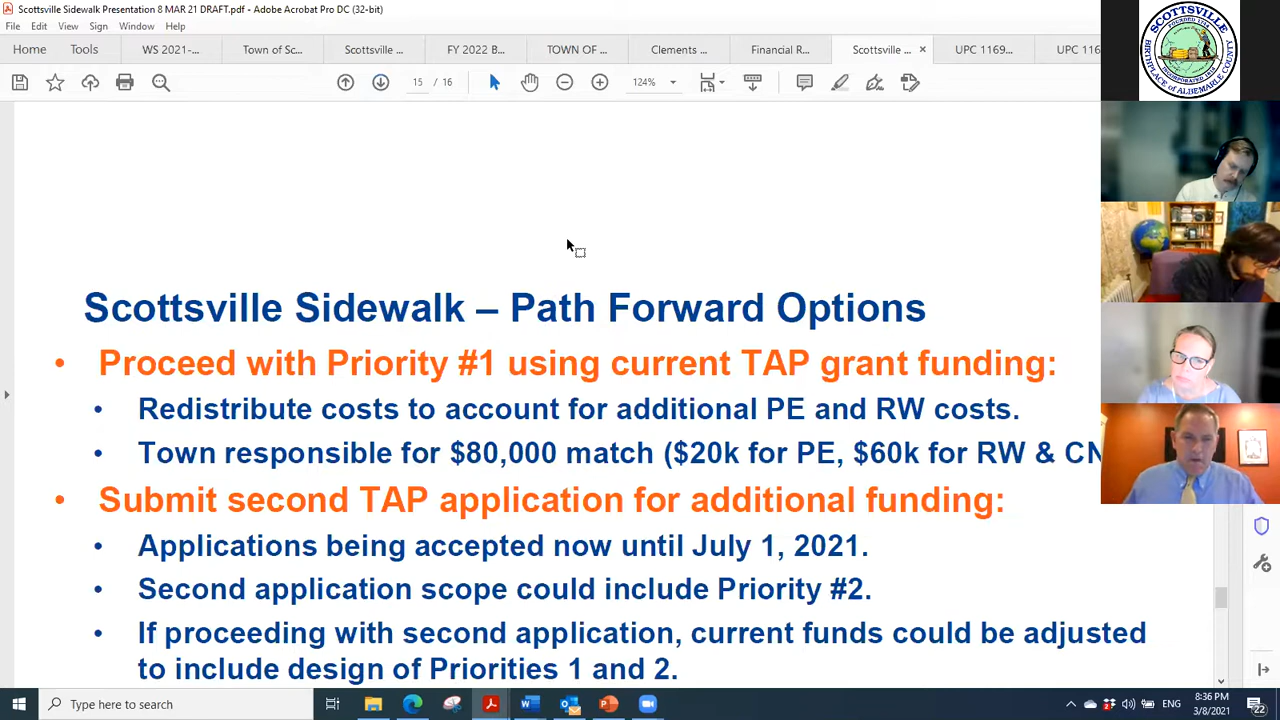 Scottsville Sidewalk Presentation 8 MAR 21 DRAFT.pdf - Adobe Acrobat Pro DC (32-bit)
File Edit View Sign Window Help
Home Tools WS 2021-... Town of Sc... Scottsville ... FY 2022 B... TOWN OF ... Clements ... Financial R... Scottsville ... × UPC 1169... UPC 116
15 / 16 124%
SCOTTSVILLE
BIRTHPLACE of ALBEMARLE COUNTY
Scottsville Sidewalk – Path Forward Options
• Proceed with Priority #1 using current TAP grant funding:
• Redistribute costs to account for additional PE and RW costs.
• Town responsible for $80,000 match ($20k for PE, $60k for RW & CN
• Submit second TAP application for additional funding:
• Applications being accepted now until July 1, 2021.
• Second application scope could include Priority #2.
• If proceeding with second application, current funds could be adjusted
to include design of Priorities 1 and 2.
Type here to search
ENG
8:36 PM
3/8/2021
22